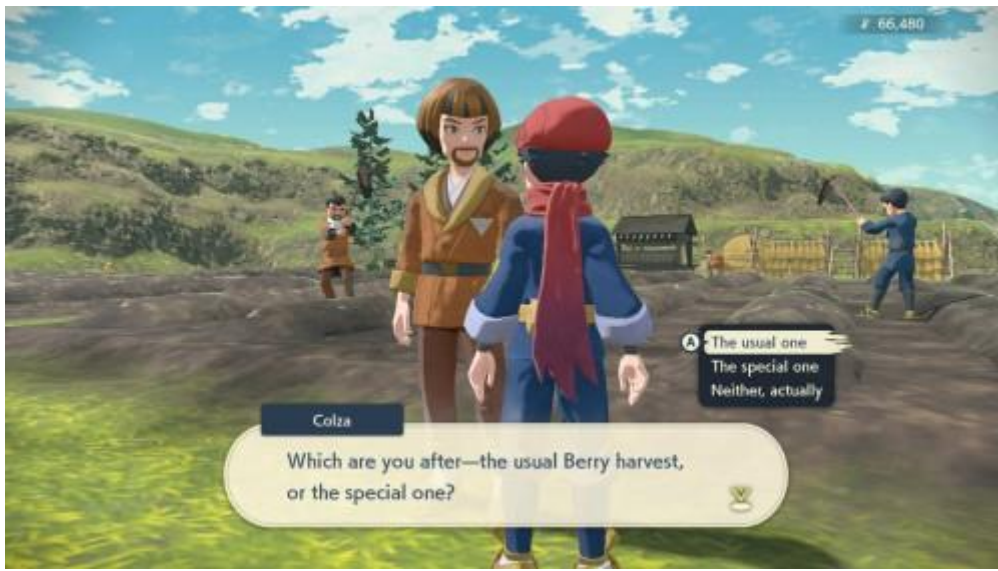 66,480
A The usual one
The special one
Neither, actually
Colza
Which are you after—the usual Berry harvest,
or the special one?